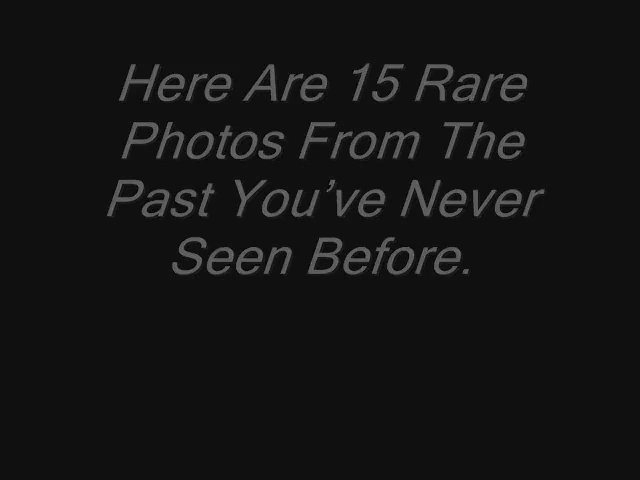 Here Are 15 Rare
Photos From The
Past You’ve Never
Seen Before.